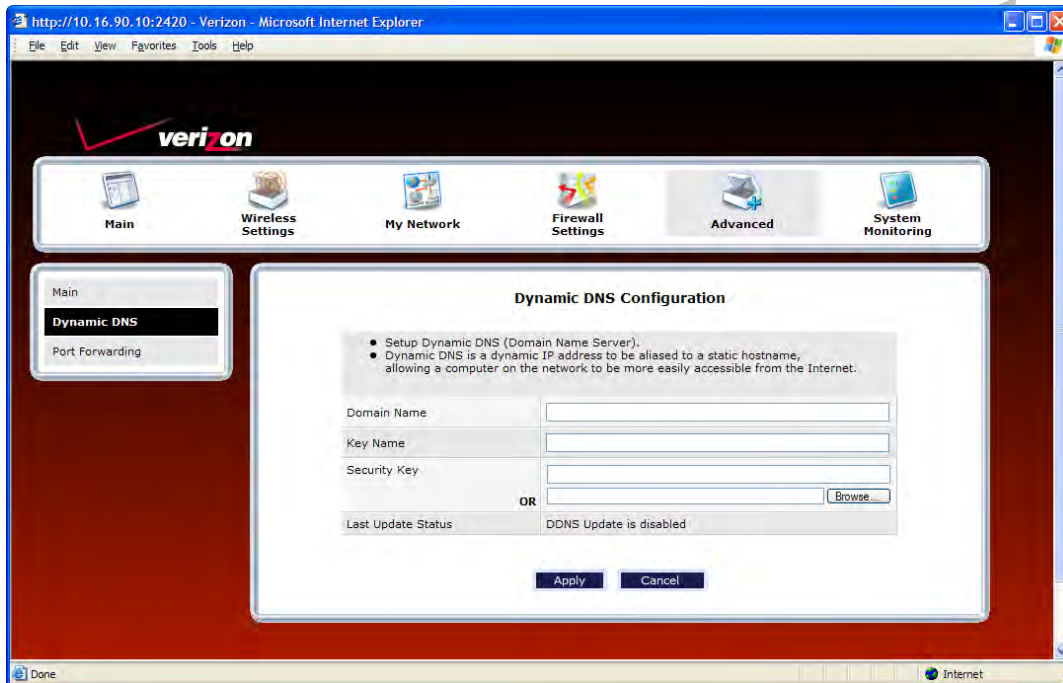 http://10.16.90.10:2420 - Verizon - Microsoft Internet Explorer
File Edit View Favorites Tools Help
verizon
Main
Wireless
Settings
My Network
Firewall
Settings
Advanced
System
Monitoring
Main
Dynamic DNS
Port Forwarding
Dynamic DNS Configuration
Setup Dynamic DNS (Domain Name Server).
Dynamic DNS is a dynamic IP address to be aliased to a static hostname,
allowing a computer on the network to be more easily accessible from the Internet.
Domain Name
Key Name
Security Key
OR
Browse...
Last Update Status DDNS Update is disabled
Apply Cancel
Done Internet